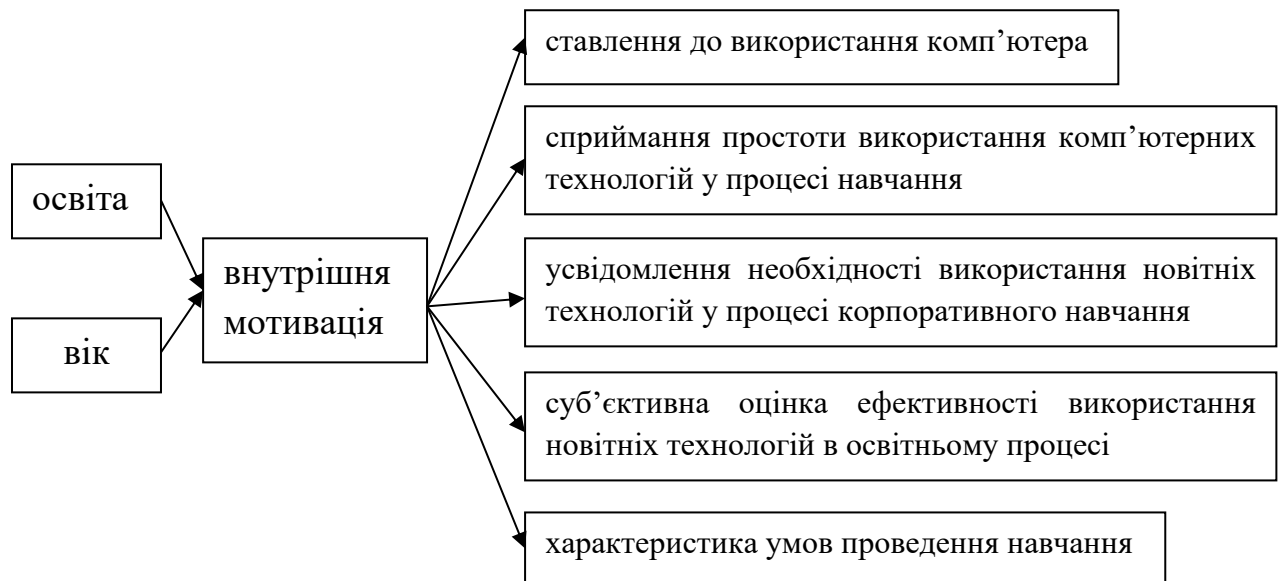 освіта
вік
внутрішня
мотивація
ставлення до використання комп’ютера
сприймання простоти використання комп’ютерних
технологій у процесі навчання
усвідомлення необхідності використання новітніх
технологій у процесі корпоративного навчання
суб’єктивна оцінка ефективності використання
новітніх технологій в освітньому процесі
характеристика умов проведення навчання